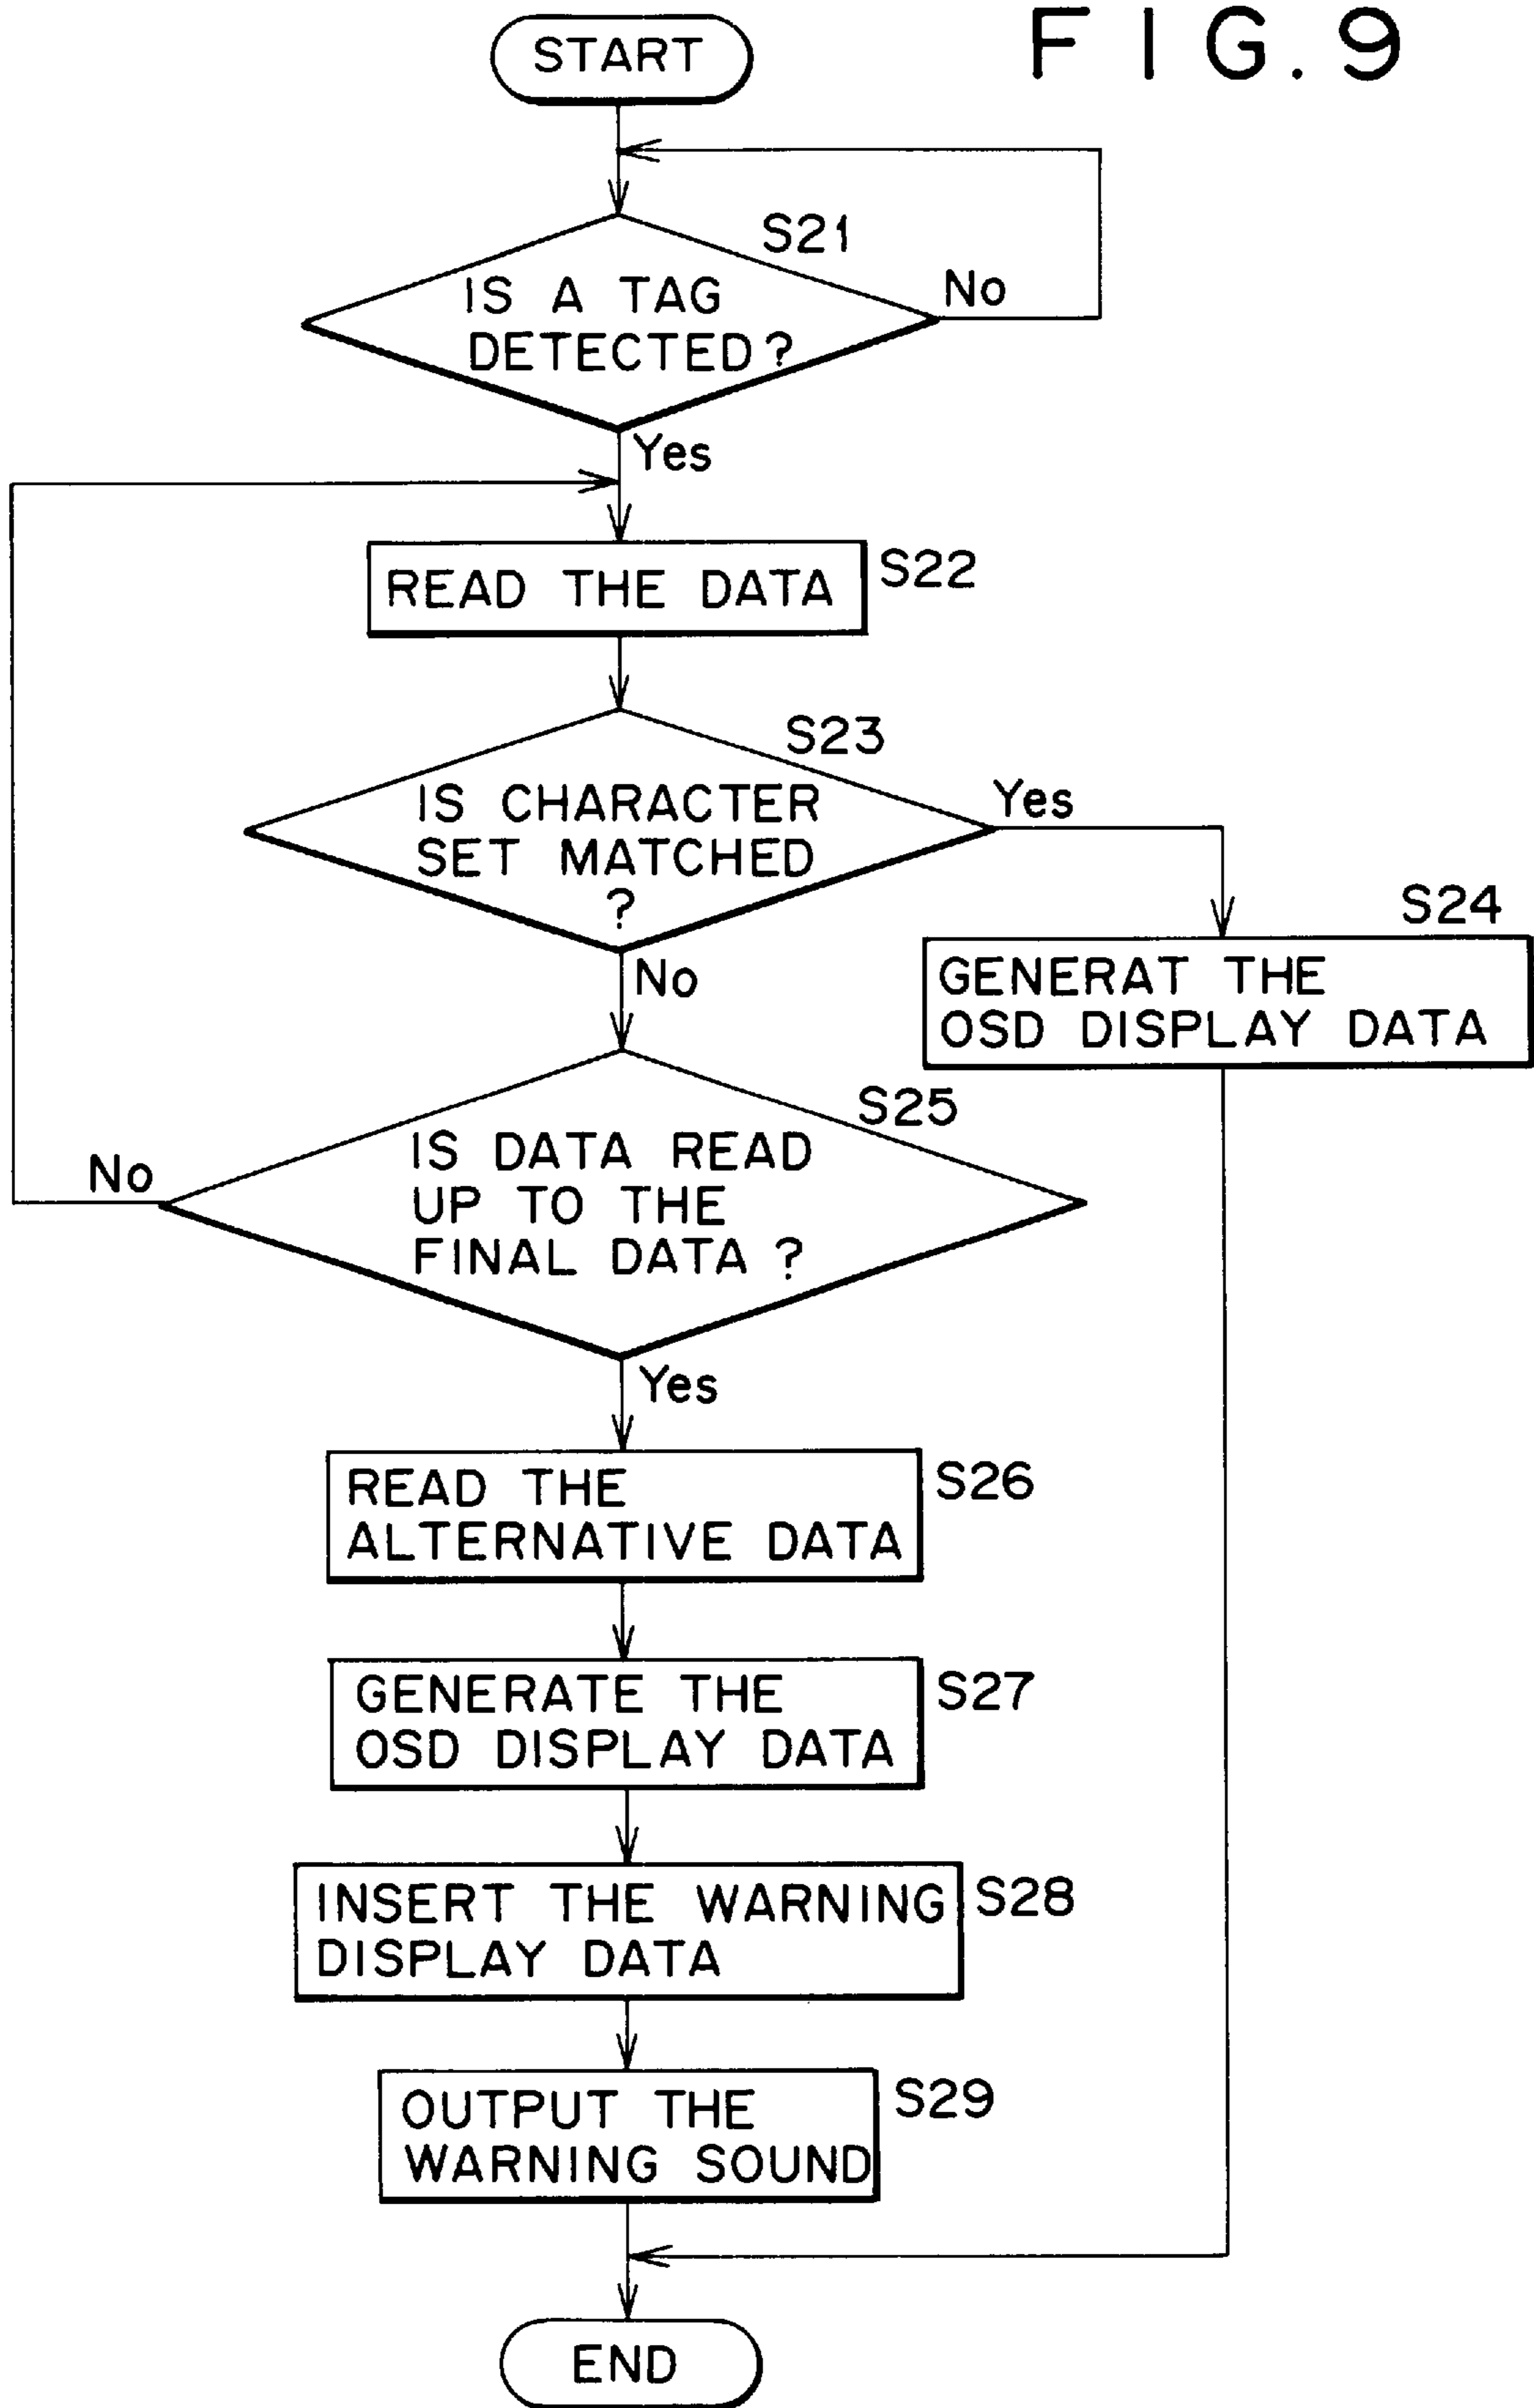 FIG. 9
START
S21
IS A TAG
DETECTED?
No
Yes
READ THE DATA
S22
S23
IS CHARACTER
SET MATCHED
?
Yes
No
S24
GENERAT THE
OSD DISPLAY DATA
S25
IS DATA READ
UP TO THE
FINAL DATA ?
No
Yes
READ THE
ALTERNATIVE DATA
S26
GENERATE THE
OSD DISPLAY DATA
S27
INSERT THE WARNING
DISPLAY DATA
S28
OUTPUT THE
WARNING SOUND
S29
END